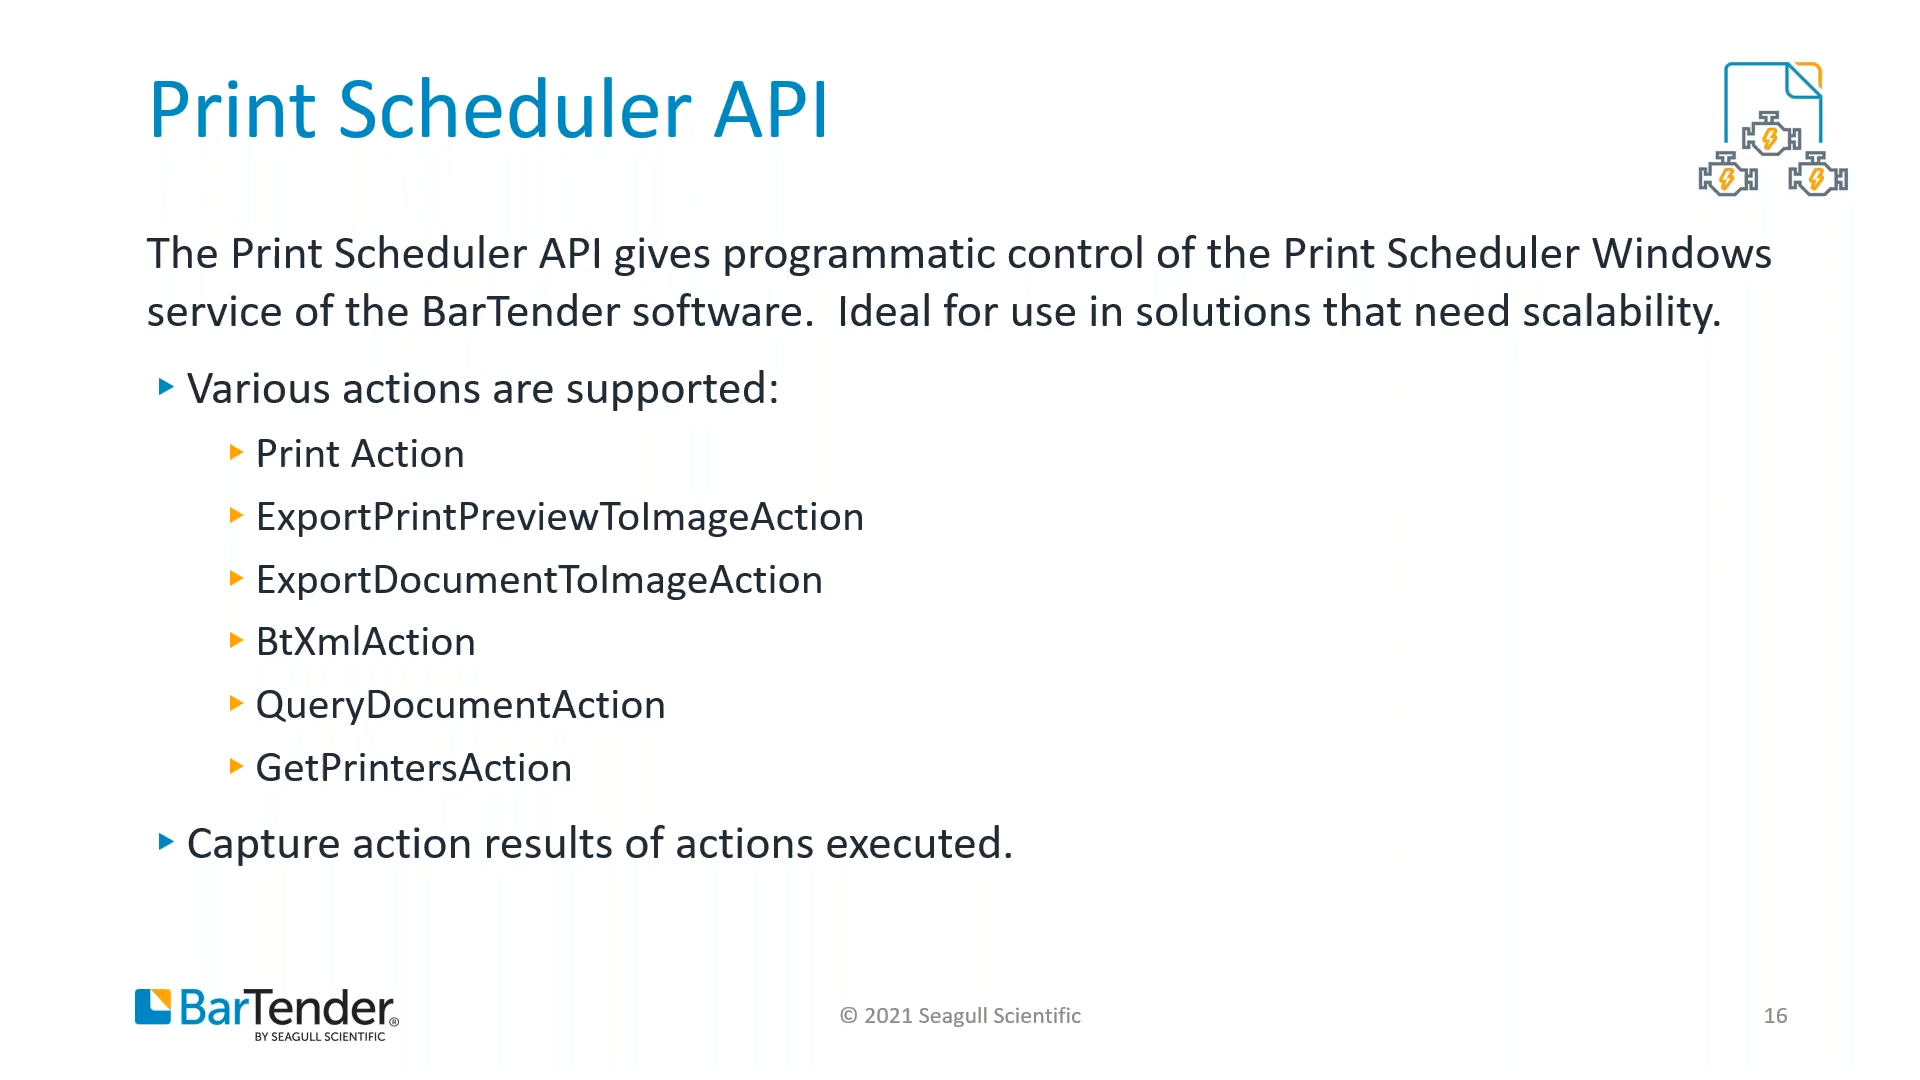 Print Scheduler API
The Print Scheduler API gives programmatic control of the Print Scheduler Windows
service of the BarTender software.  Ideal for use in solutions that need scalability.
Various actions are supported:
Print Action
ExportPrintPreviewToImageAction
ExportDocumentToImageAction
BtXmlAction
QueryDocumentAction
GetPrintersAction
Capture action results of actions executed.
BarTender®
BY SEAGULL SCIENTIFIC
© 2021 Seagull Scientific
16